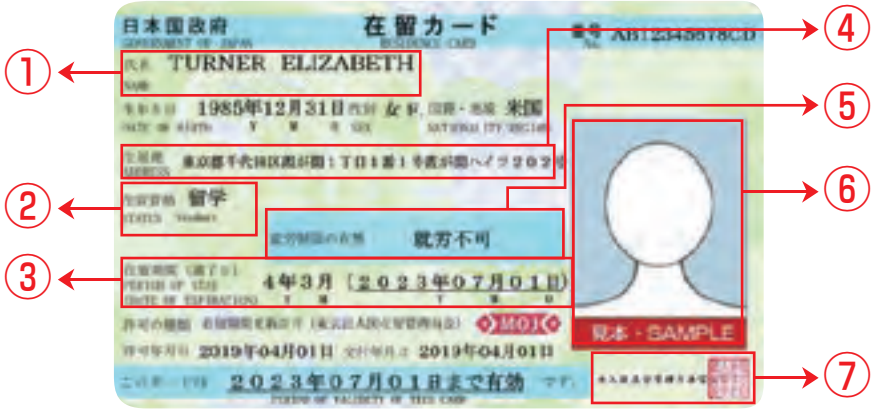 日本国政府 在留カード 番号 AB12345678CD
GOVERNMENT OF JAPAN RESIDENCE CARD No.
氏名 TURNER ELIZABETH
NAME
生年月日 1985年12月31日 性別 女 F. 国籍・地域 米国
DATE OF BIRTH Y M D SEX NATIONALITY/REGION
住居地 東京都千代田区霞が関1丁目1番1号霞が関ハイツ202号
ADDRESS
在留資格 留学
STATUS Student
就労制限の有無 就労不可
在留期間(満了日)
PERIOD OF STAY 4年3月(2023年07月01日)
(DATE OF EXPIRATION) Y M Y M D
許可の種類 在留期間更新許可(東京出入国在留管理局長) MOJ
許可年月日 2019年04月01日 交付年月日 2019年04月01日
このカードは 2023年07月01日まで有効 です。
PERIOD OF VALIDITY OF THIS CARD
見本・SAMPLE
①
②
③
④
⑤
⑥
⑦